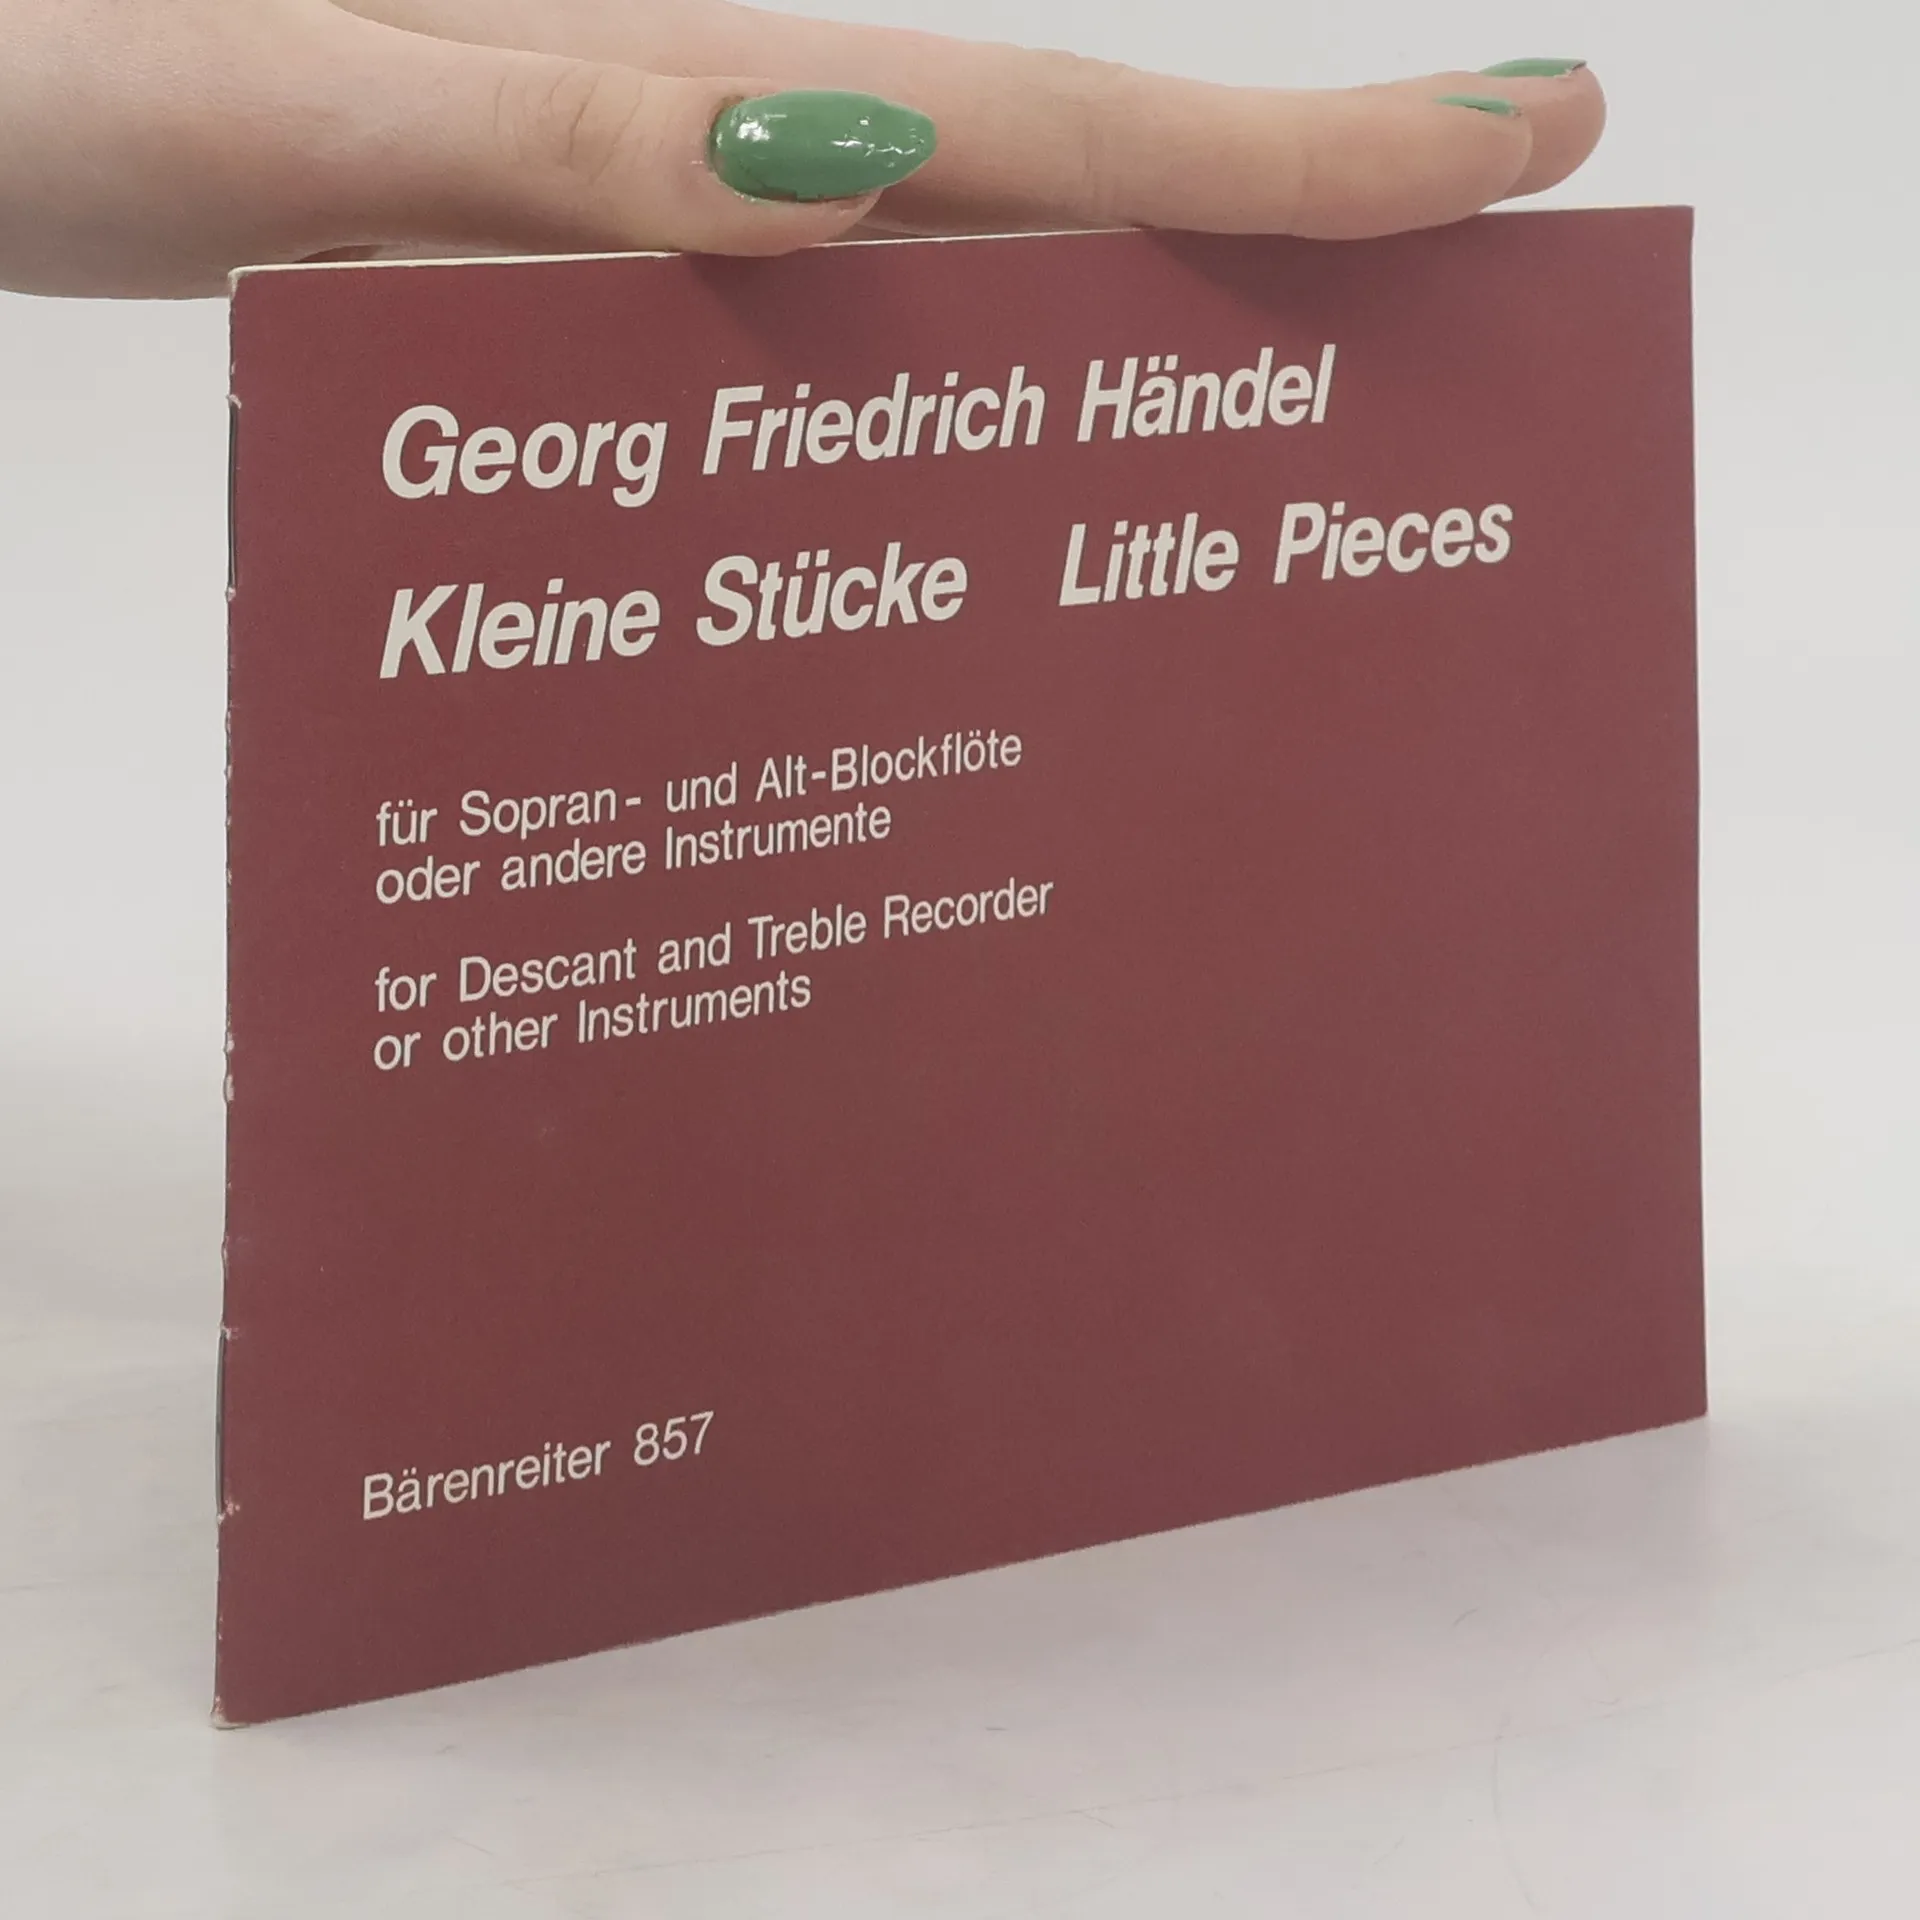 Georg Friedrich Händel
Kleine Stücke Little Pieces
für Sopran- und Alt-Blockflöte
oder andere Instrumente
for Descant and Treble Recorder
or other Instruments
Bärenreiter 857